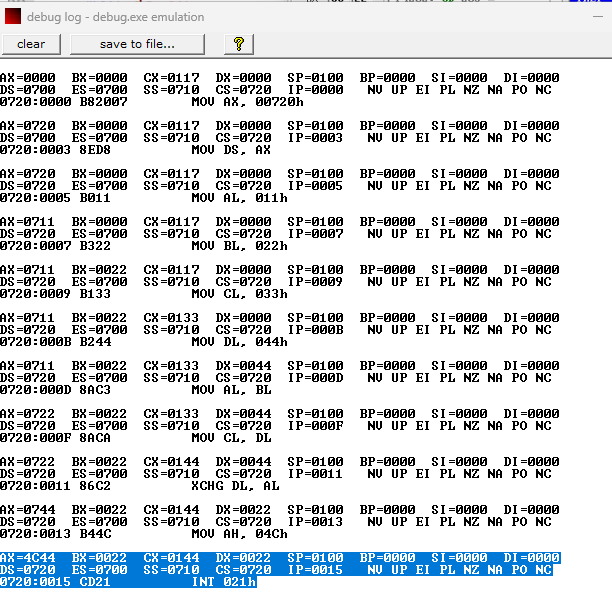 debug log - debug.exe emulation
clear save to file... ?
AX=0000 BX=0000 CX=0117 DX=0000 SP=0100 BP=0000 SI=0000 DI=0000
DS=0700 ES=0700 SS=0710 CS=0720 IP=0000 NV UP EI PL NZ NA PO NC
0720:0000 B82007 MOV AX, 00720h
AX=0720 BX=0000 CX=0117 DX=0000 SP=0100 BP=0000 SI=0000 DI=0000
DS=0700 ES=0700 SS=0710 CS=0720 IP=0003 NV UP EI PL NZ NA PO NC
0720:0003 8ED8 MOV DS, AX
AX=0720 BX=0000 CX=0117 DX=0000 SP=0100 BP=0000 SI=0000 DI=0000
DS=0720 ES=0700 SS=0710 CS=0720 IP=0005 NV UP EI PL NZ NA PO NC
0720:0005 B011 MOV AL, 011h
AX=0711 BX=0000 CX=0117 DX=0000 SP=0100 BP=0000 SI=0000 DI=0000
DS=0720 ES=0700 SS=0710 CS=0720 IP=0007 NV UP EI PL NZ NA PO NC
0720:0007 B322 MOV BL, 022h
AX=0711 BX=0022 CX=0117 DX=0000 SP=0100 BP=0000 SI=0000 DI=0000
DS=0720 ES=0700 SS=0710 CS=0720 IP=0009 NV UP EI PL NZ NA PO NC
0720:0009 B133 MOV CL, 033h
AX=0711 BX=0022 CX=0133 DX=0000 SP=0100 BP=0000 SI=0000 DI=0000
DS=0720 ES=0700 SS=0710 CS=0720 IP=000B NV UP EI PL NZ NA PO NC
0720:000B B244 MOV DL, 044h
AX=0711 BX=0022 CX=0133 DX=0044 SP=0100 BP=0000 SI=0000 DI=0000
DS=0720 ES=0700 SS=0710 CS=0720 IP=000D NV UP EI PL NZ NA PO NC
0720:000D 8AC3 MOV AL, BL
AX=0722 BX=0022 CX=0133 DX=0044 SP=0100 BP=0000 SI=0000 DI=0000
DS=0720 ES=0700 SS=0710 CS=0720 IP=000F NV UP EI PL NZ NA PO NC
0720:000F 8ACA MOV CL, DL
AX=0722 BX=0022 CX=0144 DX=0044 SP=0100 BP=0000 SI=0000 DI=0000
DS=0720 ES=0700 SS=0710 CS=0720 IP=0011 NV UP EI PL NZ NA PO NC
0720:0011 86C2 XCHG DL, AL
AX=0744 BX=0022 CX=0144 DX=0022 SP=0100 BP=0000 SI=0000 DI=0000
DS=0720 ES=0700 SS=0710 CS=0720 IP=0013 NV UP EI PL NZ NA PO NC
0720:0013 B44C MOV AH, 04Ch
AX=4C44 BX=0022 CX=0144 DX=0022 SP=0100 BP=0000 SI=0000 DI=0000
DS=0720 ES=0700 SS=0710 CS=0720 IP=0015 NV UP EI PL NZ NA PO NC
0720:0015 CD21 INT 021h